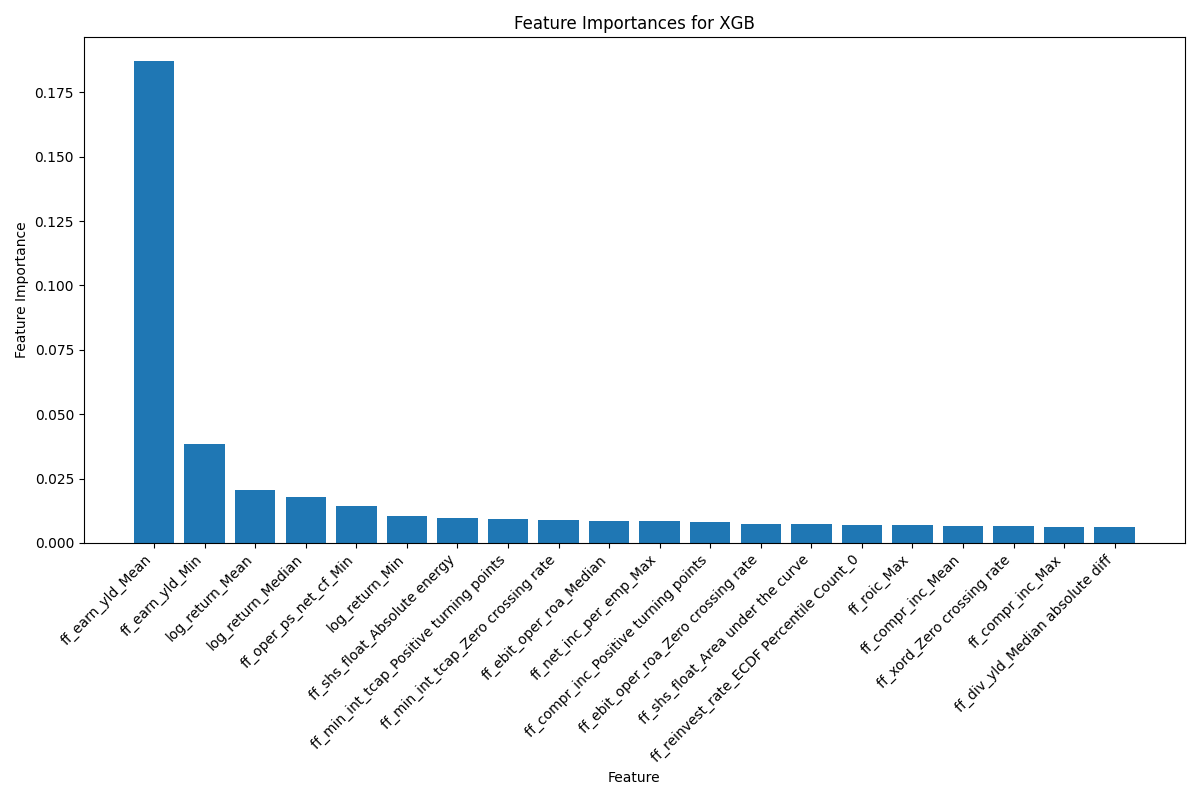 Feature Importances for XGB
Feature Importance
0.175
0.150
0.125
0.100
0.075
0.050
0.025
0.000
ff_earn_yld_Mean
ff_earn_yld_Min
log_return_Mean
log_return_Median
ff_oper_ps_net_cf_Min
log_return_Min
ff_shs_float_Absolute energy
ff_min_int_tcap_Positive turning points
ff_min_int_tcap_Zero crossing rate
ff_ebit_oper_roa_Median
ff_net_inc_per_emp_Max
ff_compr_inc_Positive turning points
ff_ebit_oper_roa_Zero crossing rate
ff_shs_float_Area under the curve
ff_reinvest_rate_ECDF Percentile Count_0
ff_roic_Max
ff_compr_inc_Mean
ff_xord_Zero crossing rate
ff_compr_inc_Max
ff_div_yld_Median absolute diff
Feature